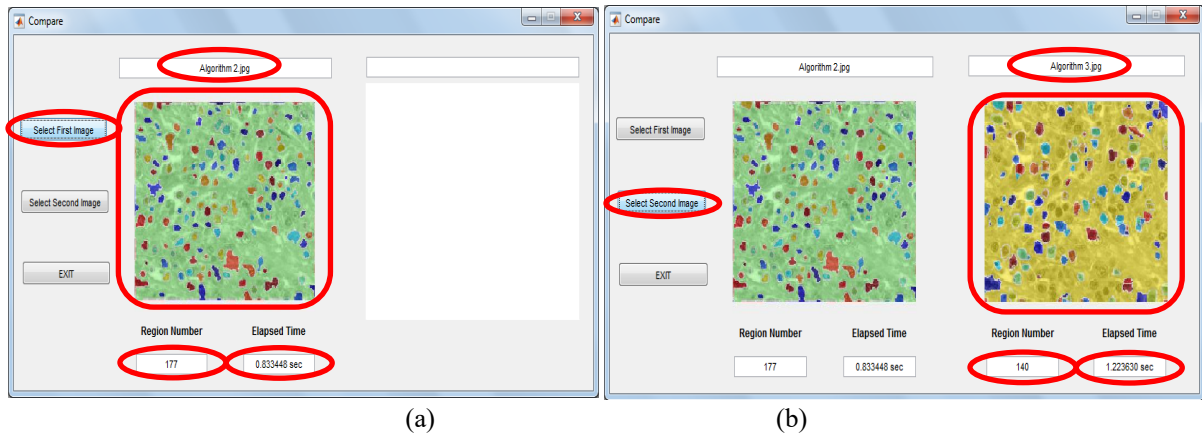 Compare
Algorithm 2.jpg
Select First Image
Select Second Image
EXIT
Region Number
Elapsed Time
177
0.833448 sec
(a)
Compare
Algorithm 2.jpg
Algorithm 3.jpg
Select First Image
Select Second Image
EXIT
Region Number
Elapsed Time
Region Number
Elapsed Time
177
0.833448 sec
140
1.223630 sec
(b)